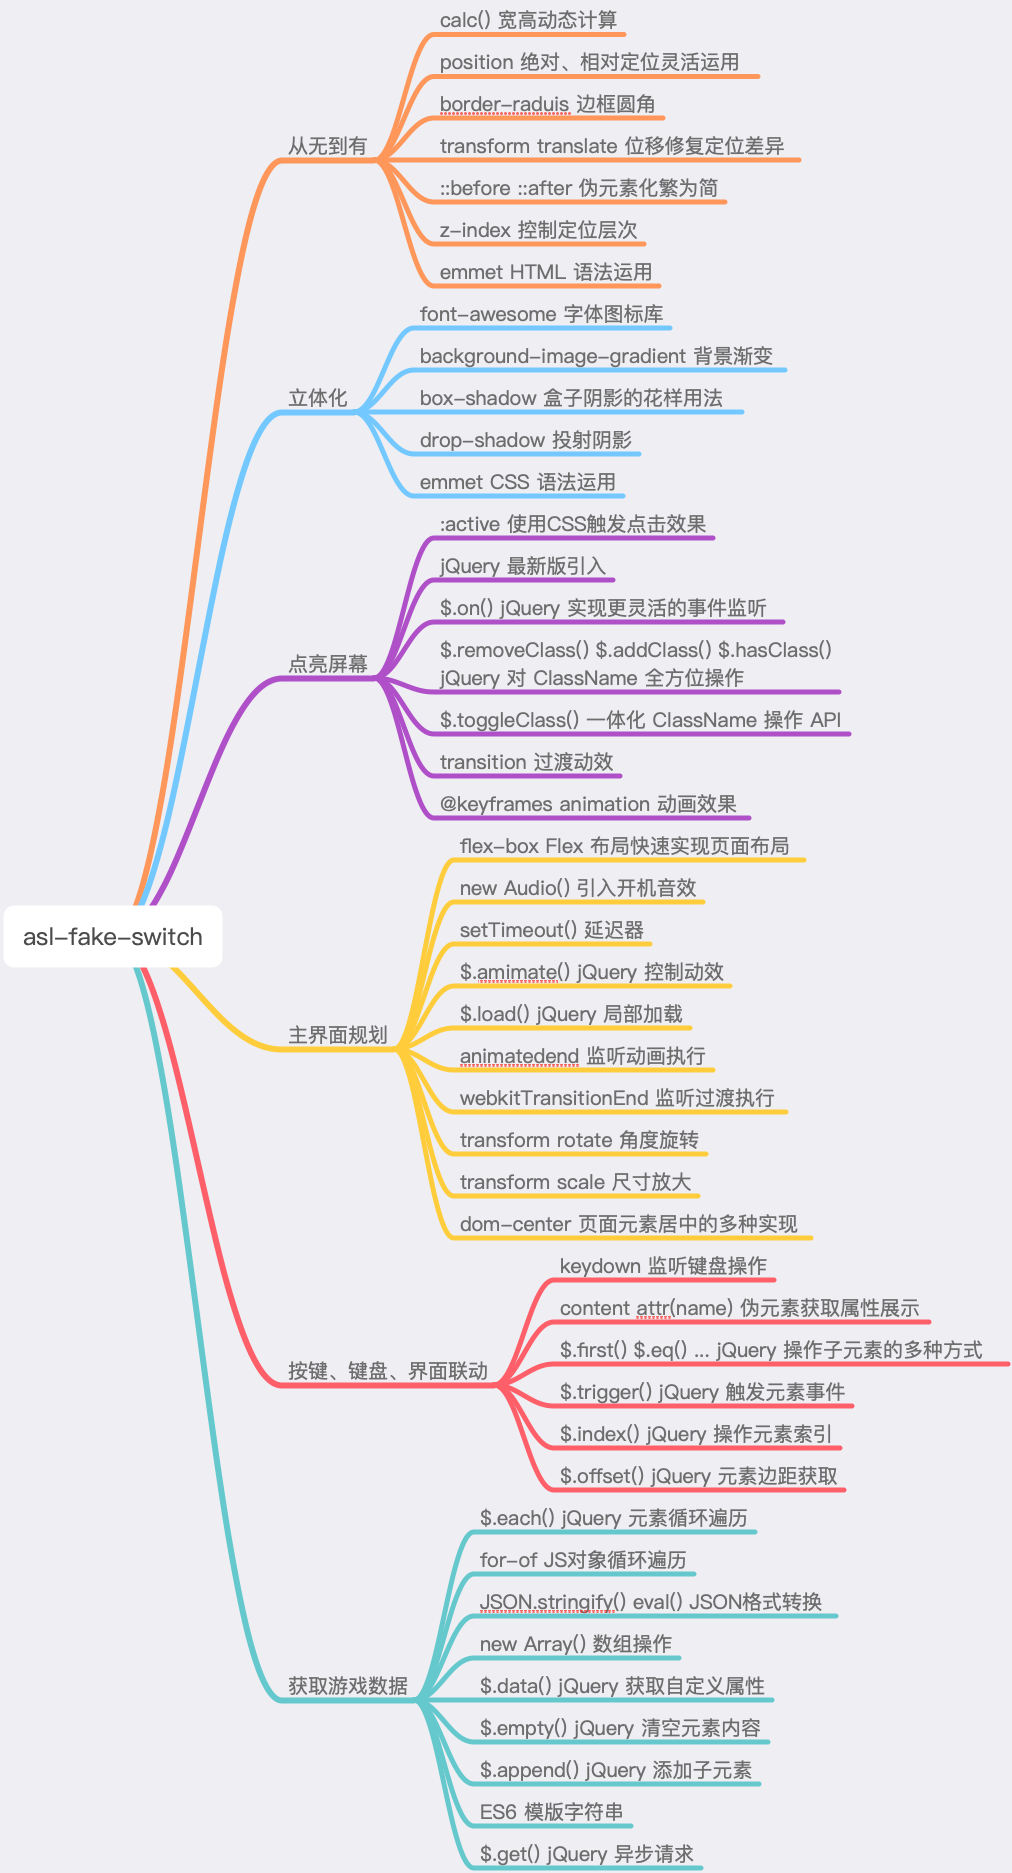 calc() 宽高动态计算
position 绝对、相对定位灵活运用
border-raduis 边框圆角
从无到有
transform translate 位移修复定位差异
::before ::after 伪元素化繁为简
z-index 控制定位层次
emmet HTML 语法运用
font-awesome 字体图标库
background-image-gradient 背景渐变
立体化
box-shadow 盒子阴影的花样用法
drop-shadow 投射阴影
emmet CSS 语法运用
:active 使用CSS触发点击效果
jQuery 最新版引入
$.on() jQuery 实现更灵活的事件监听
点亮屏幕
$.removeClass() $.addClass() $.hasClass()
jQuery 对 ClassName 全方位操作
$.toggleClass() 一体化 ClassName 操作 API
transition 过渡动效
@keyframes animation 动画效果
asl-fake-switch
flex-box Flex 布局快速实现页面布局
new Audio() 引入开机音效
setTimeout() 延迟器
$.amimate() jQuery 控制动效
$.load() jQuery 局部加载
主界面规划
animatedend 监听动画执行
webkitTransitionEnd 监听过渡执行
transform rotate 角度旋转
transform scale 尺寸放大
dom-center 页面元素居中的多种实现
keydown 监听键盘操作
content attr(name) 伪元素获取属性展示
$.first() $.eq() ... jQuery 操作子元素的多种方式
按键、键盘、界面联动
$.trigger() jQuery 触发元素事件
$.index() jQuery 操作元素索引
$.offset() jQuery 元素边距获取
$.each() jQuery 元素循环遍历
for-of JS对象循环遍历
JSON.stringify() eval() JSON格式转换
new Array() 数组操作
获取游戏数据
$.data() jQuery 获取自定义属性
$.empty() jQuery 清空元素内容
$.append() jQuery 添加子元素
ES6 模版字符串
$.get() jQuery 异步请求